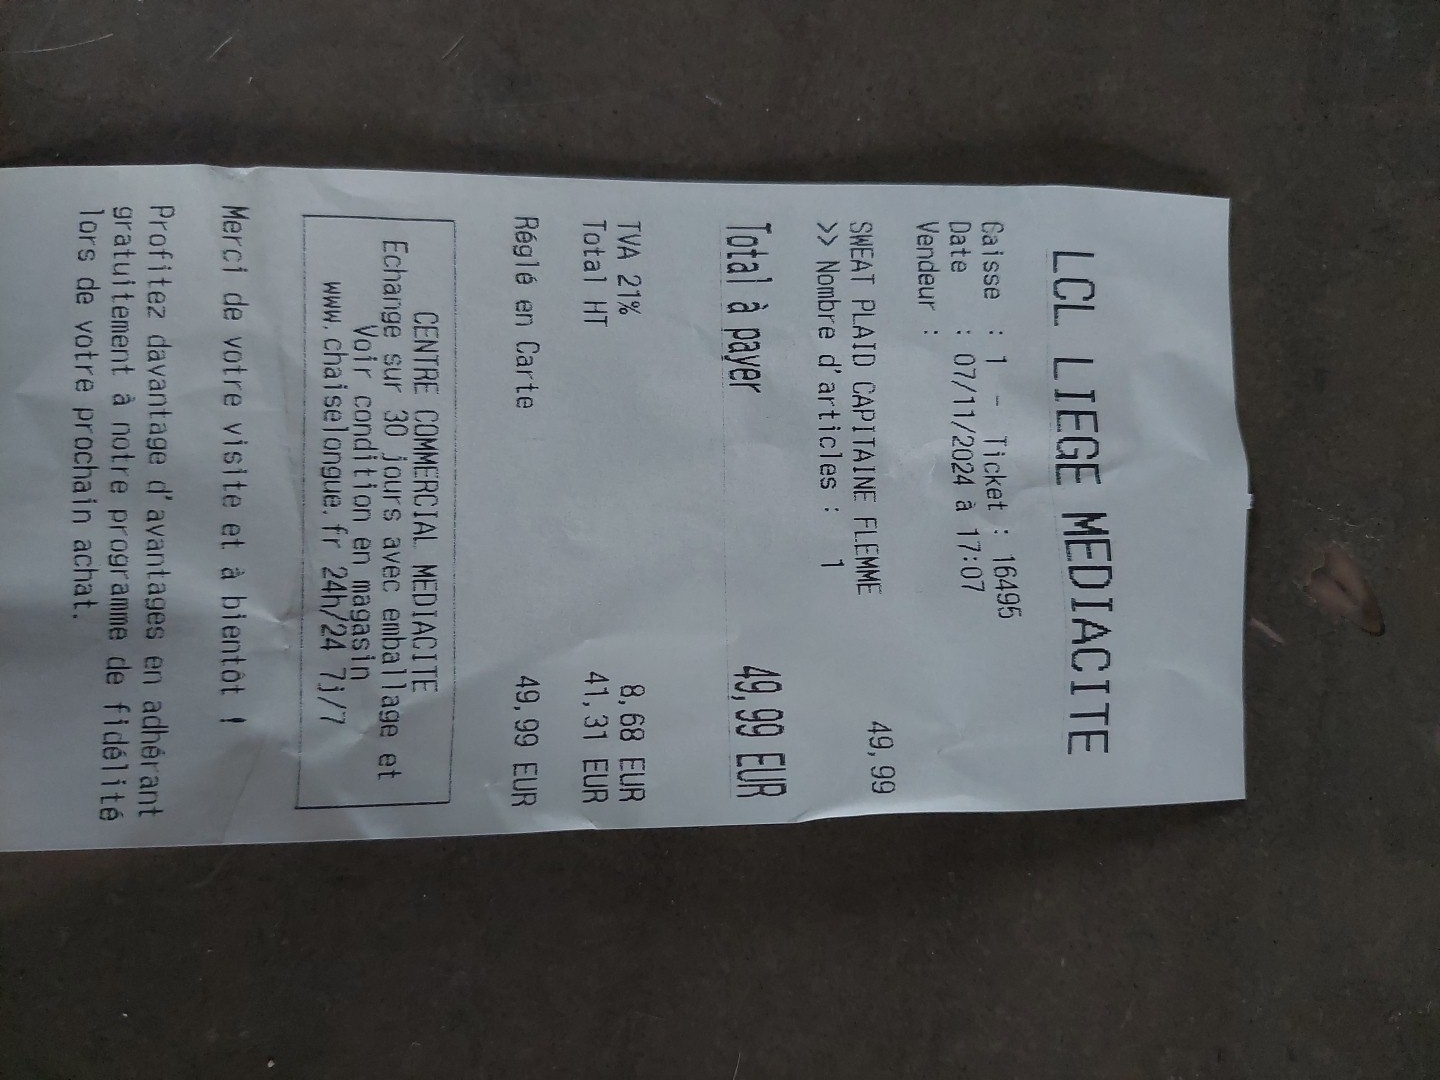 LCL LIEGE MEDIACITE
Caisse : 1 - Ticket : 16495
Date : 07/11/2024 à 17:07
Vendeur :
SWEAT PLAID CAPITAINE FLEMME 49,99
>> Nombre d'articles : 1
Total à payer 49,99 EUR
TVA 21% 8,68 EUR
Total HT 41,31 EUR
Réglé en Carte 49,99 EUR
CENTRE COMMERCIAL MEDIACITE
Echange sur 30 jours avec emballage et
Voir condition en magasin
www.chaiselongue.fr 24h/24 7j/7
Merci de votre visite et à bientôt !
Profitez davantage d'avantages en adhérant
gratuitement à notre programme de fidélité
lors de votre prochain achat.